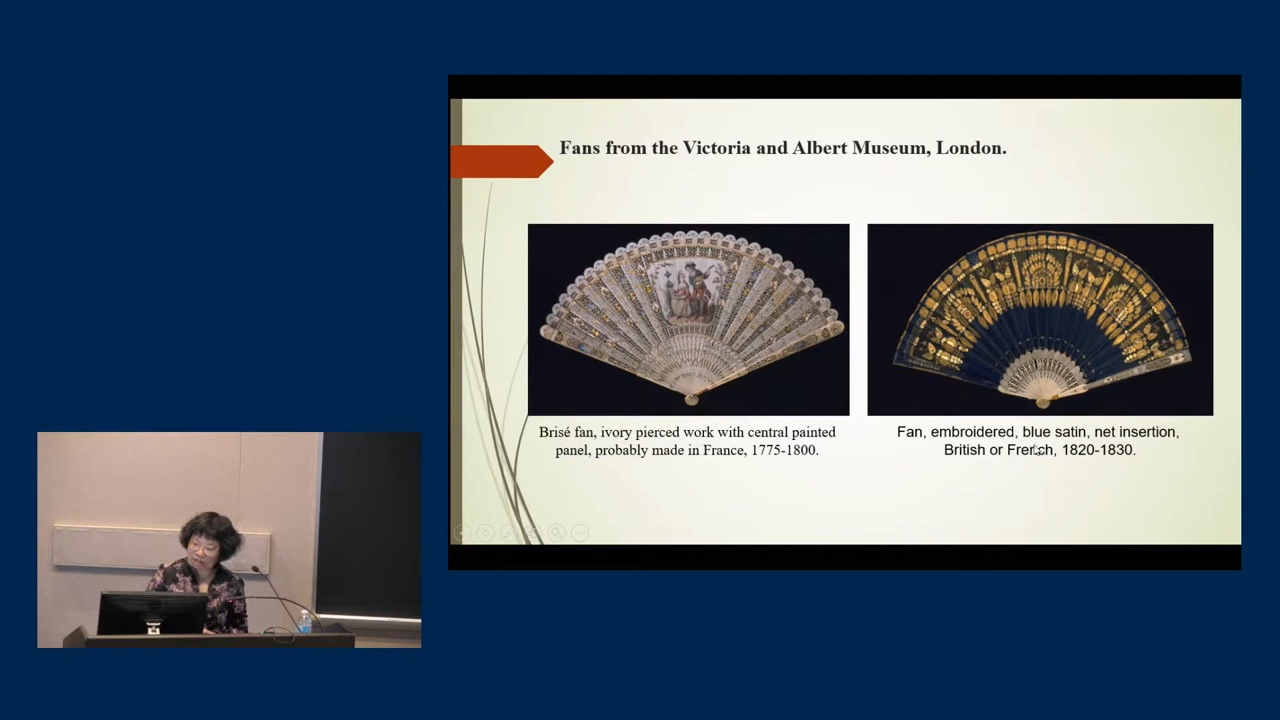 Fans from the Victoria and Albert Museum, London.
Brisé fan, ivory pierced work with central painted
panel, probably made in France, 1775-1800.
Fan, embroidered, blue satin, net insertion,
British or French, 1820-1830.